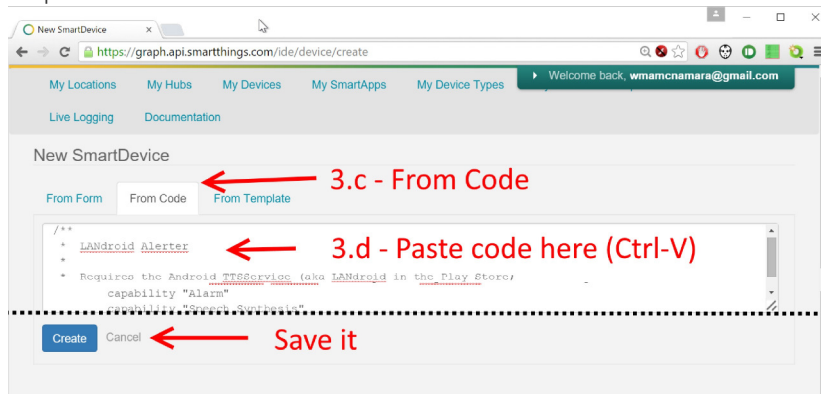 New SmartDevice
https://graph.api.smartthings.com/ide/device/create
My Locations My Hubs My Devices My SmartApps My Device Types
Welcome back, wmamcnamara@gmail.com
Live Logging Documentation
New SmartDevice
3.c - From Code
From Form From Code From Template
/**
* LANdroid Alerter
3.d - Paste code here (Ctrl-V)
*
* Requires the Android TTSService (aka LANdroid in the Play Store)
capability "Alarm"
capability "Speech Synthesis"
Create Cancel
Save it